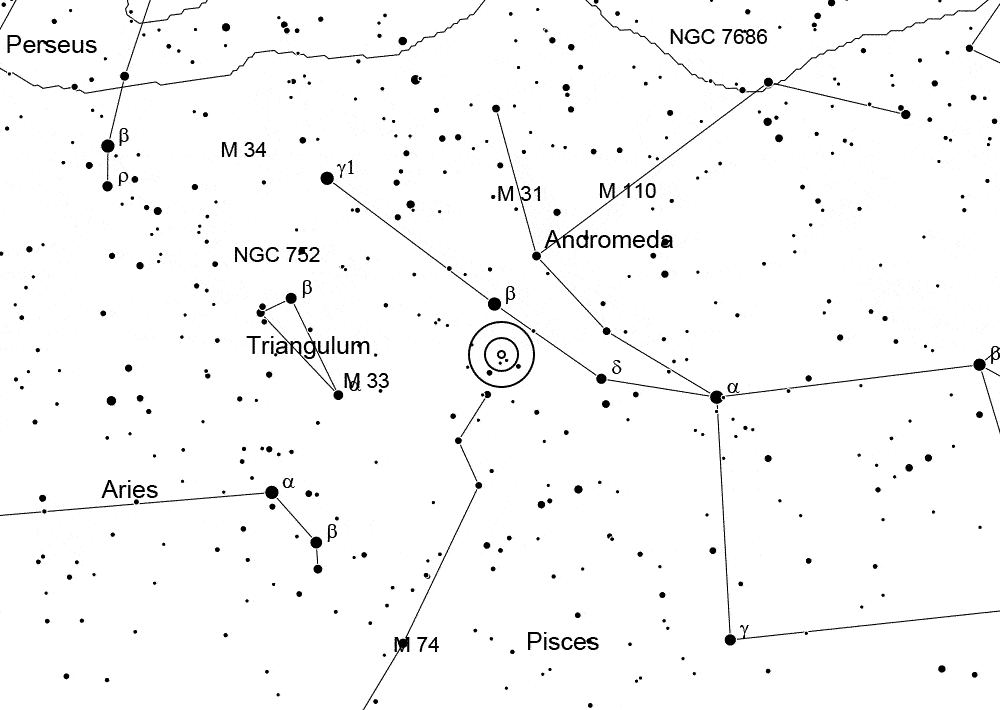 NGC 7686
Perseus
β
M 34
γ1
ρ
M 31
M 110
Andromeda
NGC 752
β
β
Triangulum
β
δ
M 33
α
α
α
Aries
β
γ
Pisces
M 74